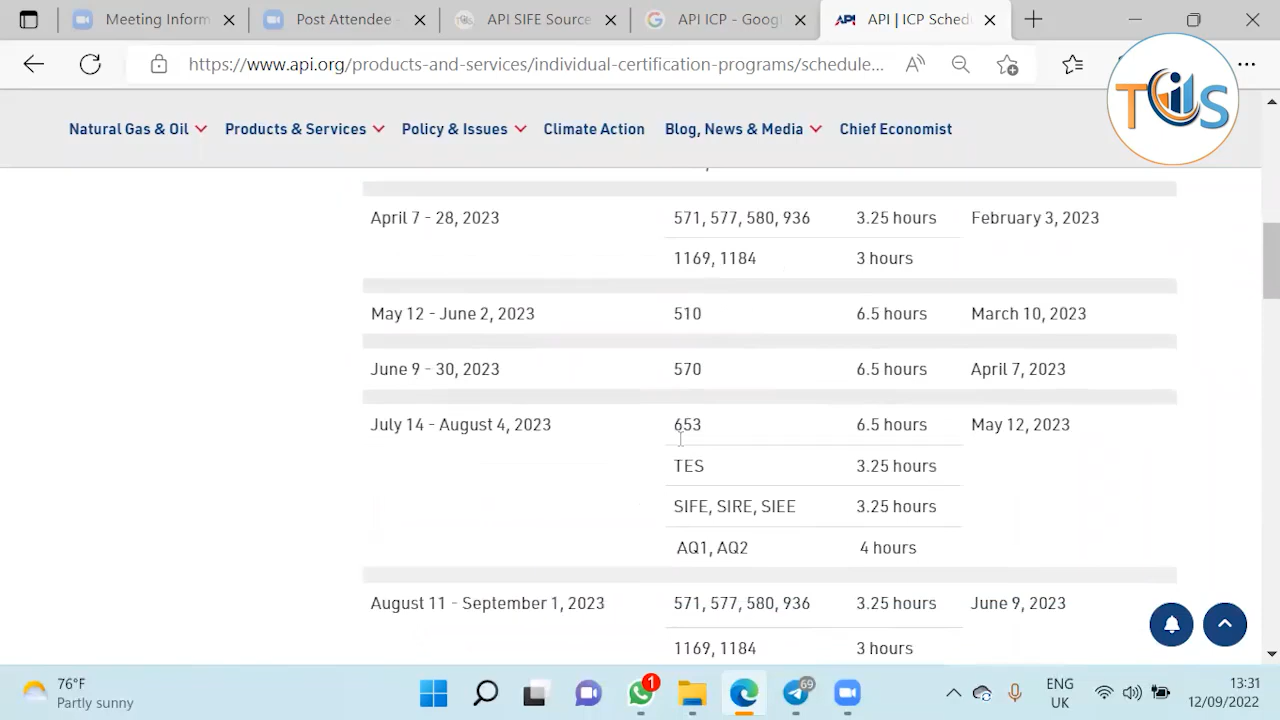 Meeting Inform
Post Attendee -
API SIFE Source
API ICP - Googl
API | ICP Sched
https://www.api.org/products-and-services/individual-certification-programs/schedule...
TCIIS
Natural Gas & Oil
Products & Services
Policy & Issues
Climate Action
Blog, News & Media
Chief Economist
April 7 - 28, 2023 571, 577, 580, 936 3.25 hours February 3, 2023
1169, 1184 3 hours
May 12 - June 2, 2023 510 6.5 hours March 10, 2023
June 9 - 30, 2023 570 6.5 hours April 7, 2023
July 14 - August 4, 2023 653 6.5 hours May 12, 2023
TES 3.25 hours
SIFE, SIRE, SIEE 3.25 hours
AQ1, AQ2 4 hours
August 11 - September 1, 2023 571, 577, 580, 936 3.25 hours June 9, 2023
1169, 1184 3 hours
76°F
Partly sunny
1
69
ENG
UK
13:31
12/09/2022